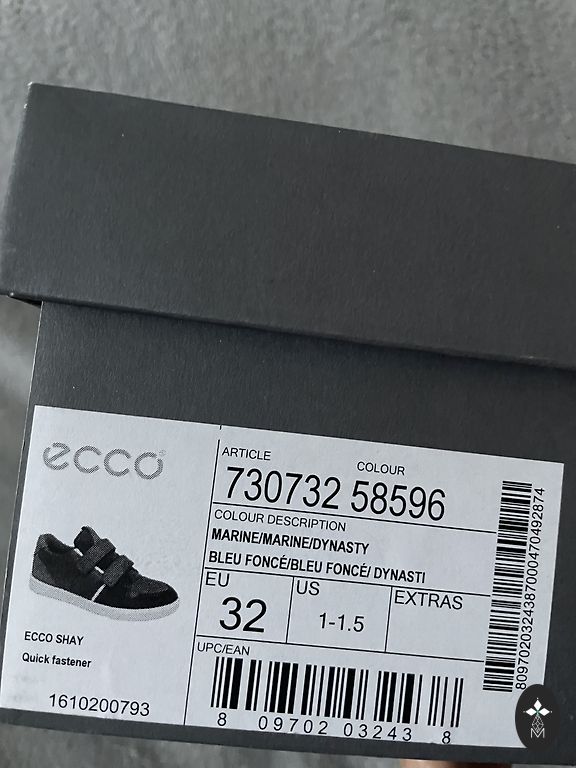 ecco
ARTICLE COLOUR
730732 58596
COLOUR DESCRIPTION
MARINE/MARINE/DYNASTY
BLEU FONCÉ/BLEU FONCÉ/ DYNASTI
EU US EXTRAS
32 1-1.5
ECCO SHAY
Quick fastener
1610200793
UPC/EAN
8 09702 03243 8
8097020324387000470492874
M